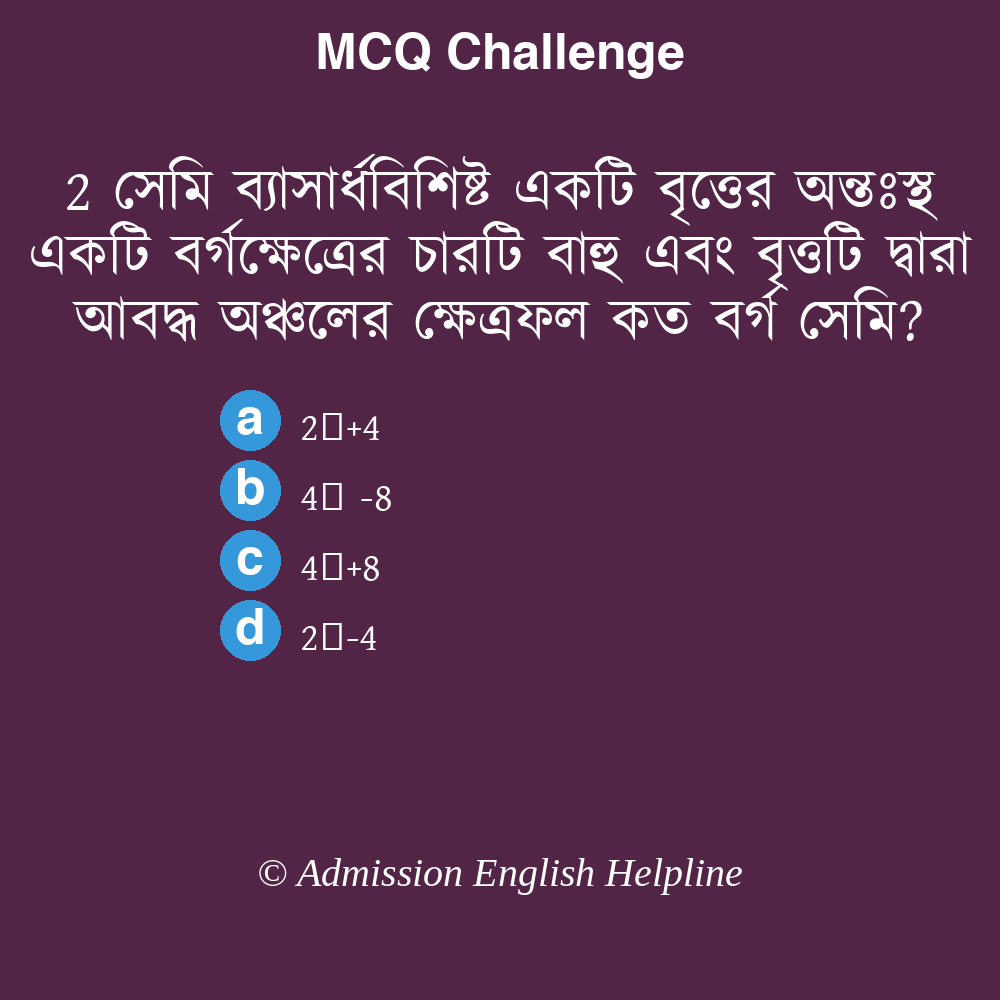 MCQ Challenge
2 সেমি ব্যাসার্ধবিশিষ্ট একটি বৃত্তের অন্তঃস্থ
একটি বর্গক্ষেত্রের চারটি বাহু এবং বৃত্তটি দ্বারা
আবদ্ধ অঞ্চলের ক্ষেত্রফল কত বর্গ সেমি?
a 2▯+4
b 4▯ -8
c 4▯+8
d 2▯-4
© Admission English Helpline